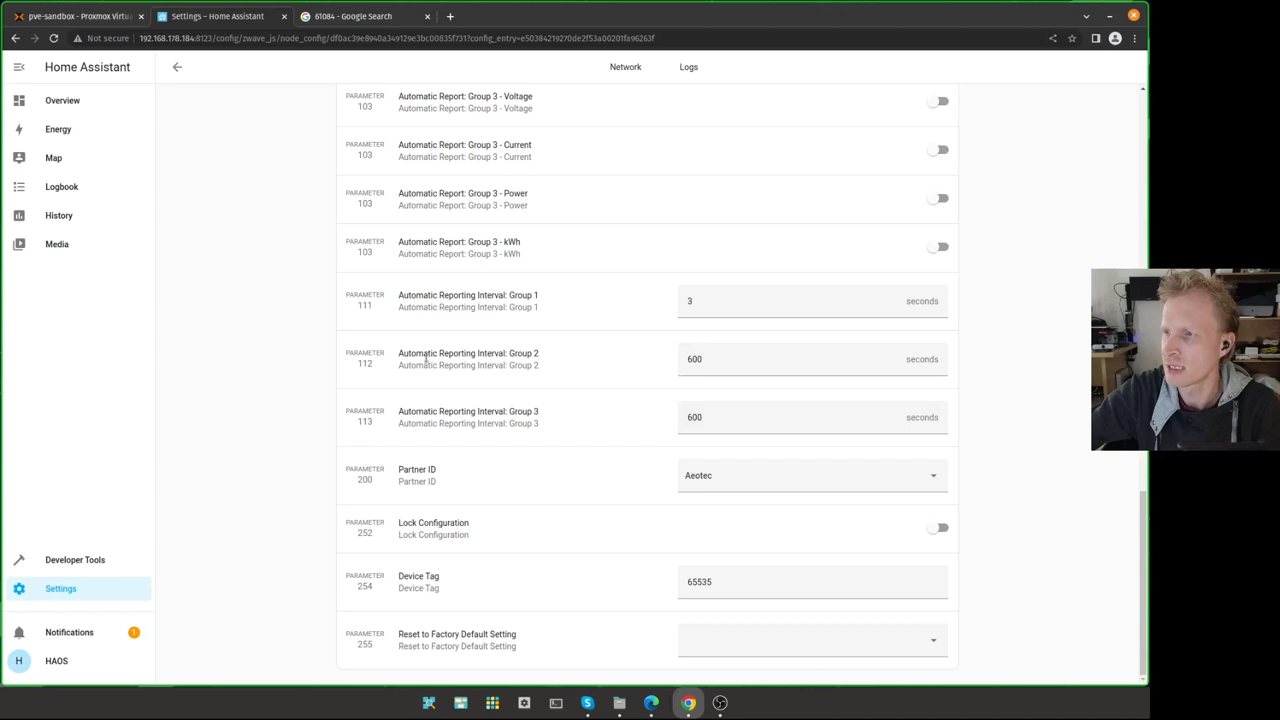 pve-sandbox - Proxmox Virtu
Settings – Home Assistant
61084 - Google Search
Not secure
192.168.178.184:8123/config/zwave_js/node_config/df0ac39e8940a349129e3bc00835f731?config_entry=e50384219270de2f53a00201fa96263f
Home Assistant
Network
Logs
Overview
Energy
Map
Logbook
History
Media
Developer Tools
Settings
Notifications
1
H
HAOS
PARAMETER
103
Automatic Report: Group 3 - Voltage
Automatic Report: Group 3 - Voltage
PARAMETER
103
Automatic Report: Group 3 - Current
Automatic Report: Group 3 - Current
PARAMETER
103
Automatic Report: Group 3 - Power
Automatic Report: Group 3 - Power
PARAMETER
103
Automatic Report: Group 3 - kWh
Automatic Report: Group 3 - kWh
PARAMETER
111
Automatic Reporting Interval: Group 1
Automatic Reporting Interval: Group 1
3
seconds
PARAMETER
112
Automatic Reporting Interval: Group 2
Automatic Reporting Interval: Group 2
600
seconds
PARAMETER
113
Automatic Reporting Interval: Group 3
Automatic Reporting Interval: Group 3
600
seconds
PARAMETER
200
Partner ID
Partner ID
Aeotec
PARAMETER
252
Lock Configuration
Lock Configuration
PARAMETER
254
Device Tag
Device Tag
65535
PARAMETER
255
Reset to Factory Default Setting
Reset to Factory Default Setting